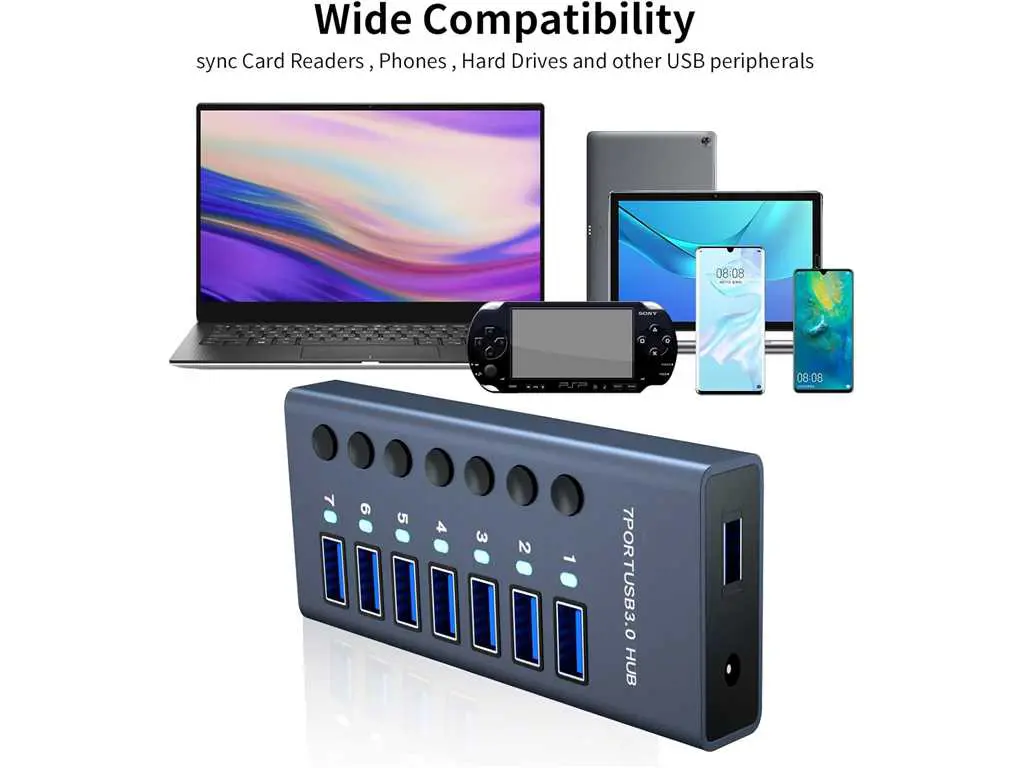 Wide Compatibility
sync Card Readers , Phones , Hard Drives and other USB peripherals
SONY
08:08
PSP
08:08
7 6 5 4 3 2 1
7PORTUSB3.0 HUB